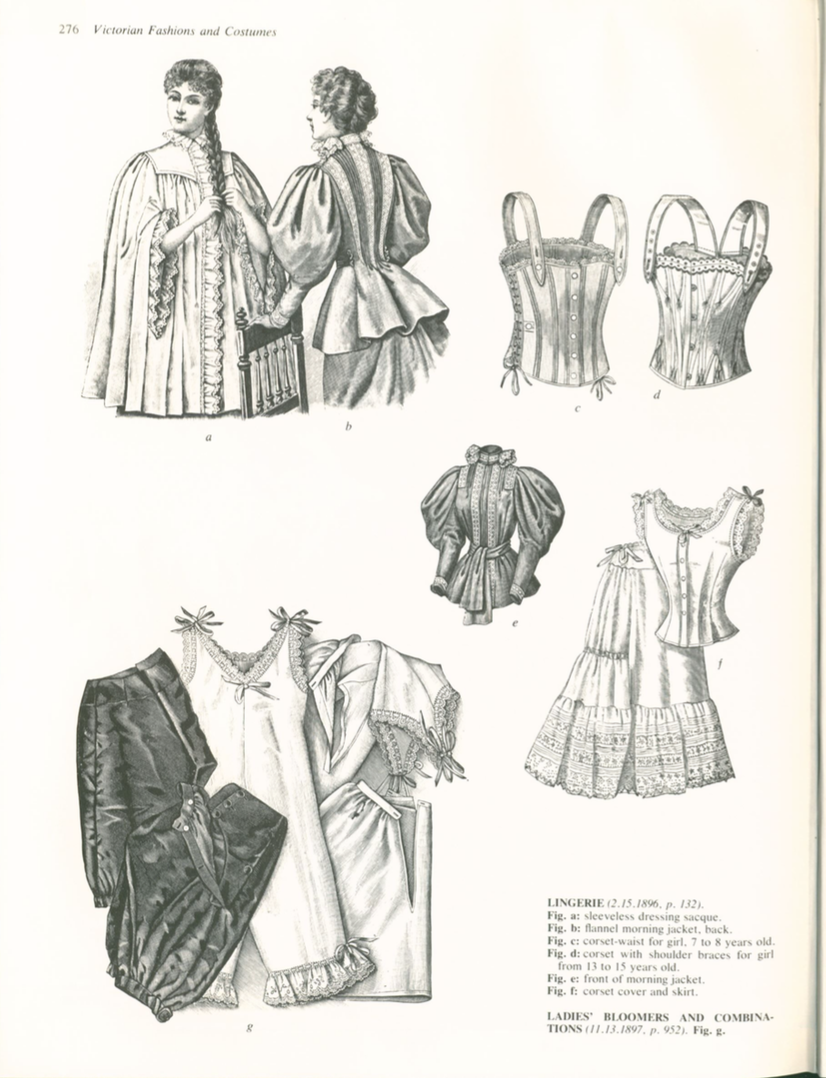 276 Victorian Fashions and Costumes
a
b
c
d
e
f
g
LINGERIE (2.15.1896, p. 132).
Fig. a: sleeveless dressing sacque.
Fig. b: flannel morning jacket, back.
Fig. c: corset-waist for girl, 7 to 8 years old.
Fig. d: corset with shoulder braces for girl
from 13 to 15 years old.
Fig. e: front of morning jacket.
Fig. f: corset cover and skirt.
LADIES' BLOOMERS AND COMBINA-
TIONS (11.13.1897, p. 952). Fig. g.